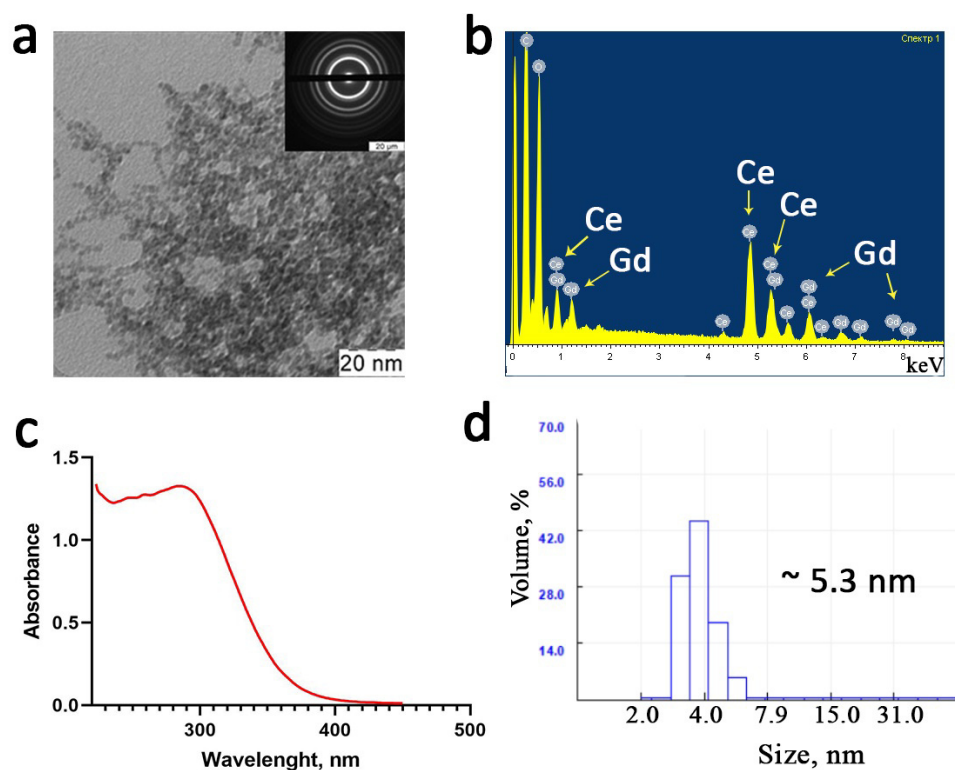 a
20 µm
20 nm
b
Спектр 1
C
O
Ce
Ce
Ce
Gd
Gd
Ce
Ce
Gd
Gd
Ce
Ce
Ce
Gd
Gd
Ce
Ce
Gd
Gd
Gd
Gd
0 1 2 3 4 5 6 7 8
keV
c
1.5
1.0
0.5
0.0
Absorbance
300 400 500
Wavelenght, nm
d
70.0
56.0
42.0
28.0
14.0
Volume, %
~ 5.3 nm
2.0 4.0 7.9 15.0 31.0
Size, nm